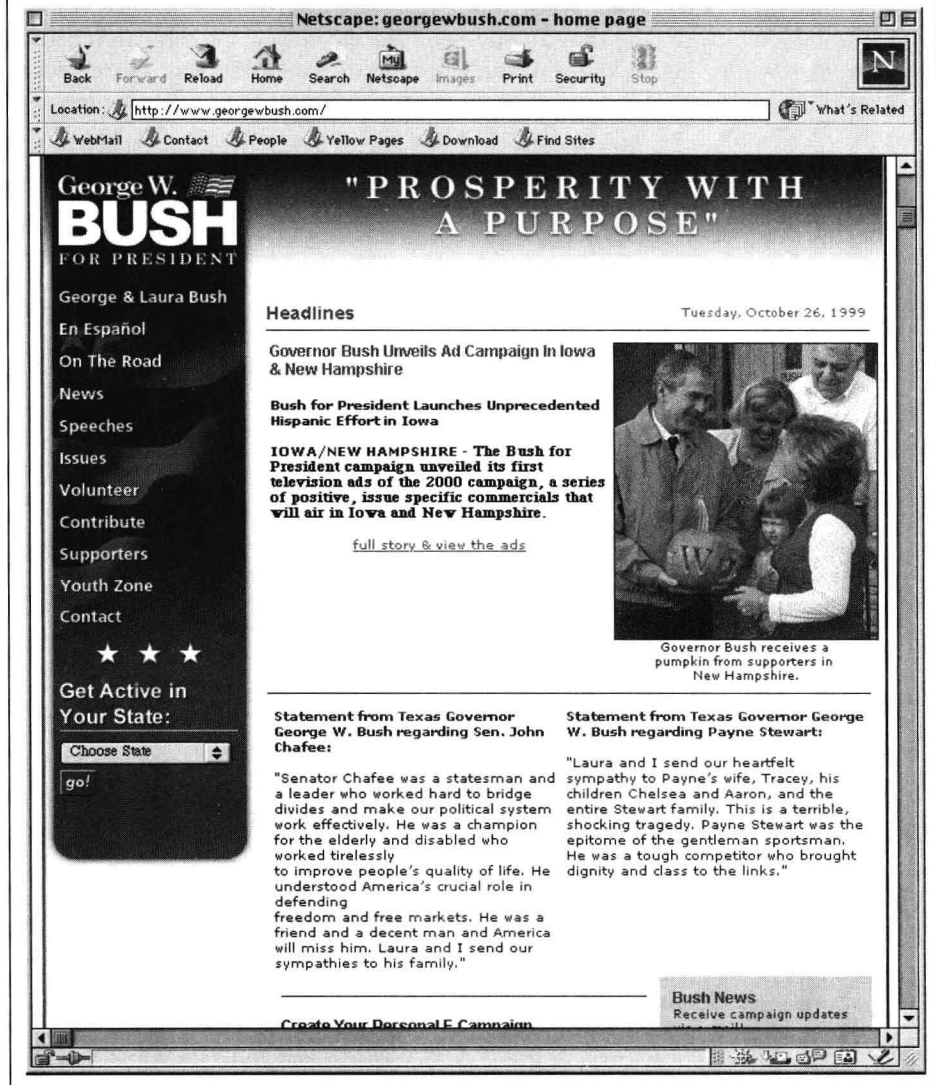 Netscape: georgewbush.com – home page
Back Forward Reload Home Search Netscape Images Print Security Stop
My
N
Location: http://www.georgewbush.com/ What's Related
WebMail Contact People Yellow Pages Download Find Sites
George W.
BUSH
FOR PRESIDENT
"PROSPERITY WITH
A PURPOSE"
George & Laura Bush
En Español
On The Road
News
Speeches
Issues
Volunteer
Contribute
Supporters
Youth Zone
Contact
Get Active in
Your State:
Choose State
go!
Headlines
Tuesday, October 26, 1999
Governor Bush Unveils Ad Campaign In Iowa
& New Hampshire
Bush for President Launches Unprecedented
Hispanic Effort in Iowa
IOWA/NEW HAMPSHIRE - The Bush for
President campaign unveiled its first
television ads of the 2000 campaign, a series
of positive, issue specific commercials that
will air in Iowa and New Hampshire.
full story & view the ads
W
Governor Bush receives a
pumpkin from supporters in
New Hampshire.
Statement from Texas Governor
George W. Bush regarding Sen. John
Chafee:
"Senator Chafee was a statesman and
a leader who worked hard to bridge
divides and make our political system
work effectively. He was a champion
for the elderly and disabled who
worked tirelessly
to improve people's quality of life. He
understood America's crucial role in
defending
freedom and free markets. He was a
friend and a decent man and America
will miss him. Laura and I send our
sympathies to his family."
Statement from Texas Governor George
W. Bush regarding Payne Stewart:
"Laura and I send our heartfelt
sympathy to Payne's wife, Tracey, his
children Chelsea and Aaron, and the
entire Stewart family. This is a terrible,
shocking tragedy. Payne Stewart was the
epitome of the gentleman sportsman.
He was a tough competitor who brought
dignity and class to the links."
Create Your Personal E Campaign
Bush News
Receive campaign updates